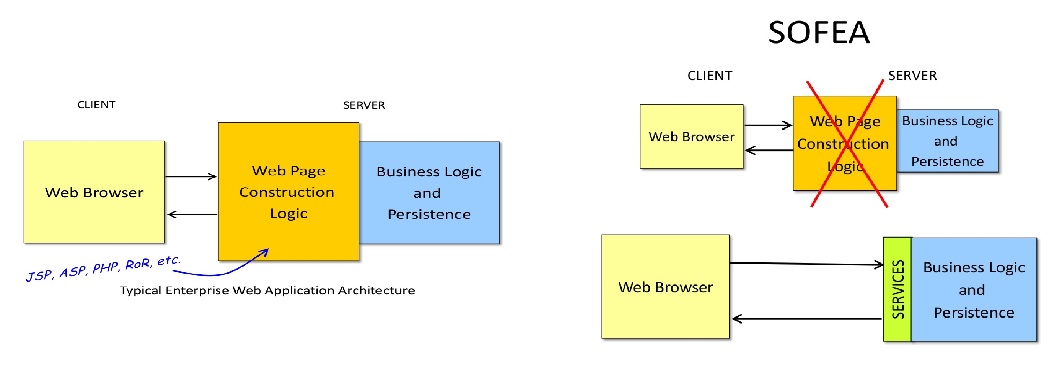 CLIENT
SERVER
Web Browser
Web Page
Construction
Logic
Business Logic
and
Persistence
JSP, ASP, PHP, RoR, etc.
Typical Enterprise Web Application Architecture
SOFEA
CLIENT
SERVER
Web Browser
Web Page
Construction
Logic
Business Logic
and
Persistence
Web Browser
SERVICES
Business Logic
and
Persistence